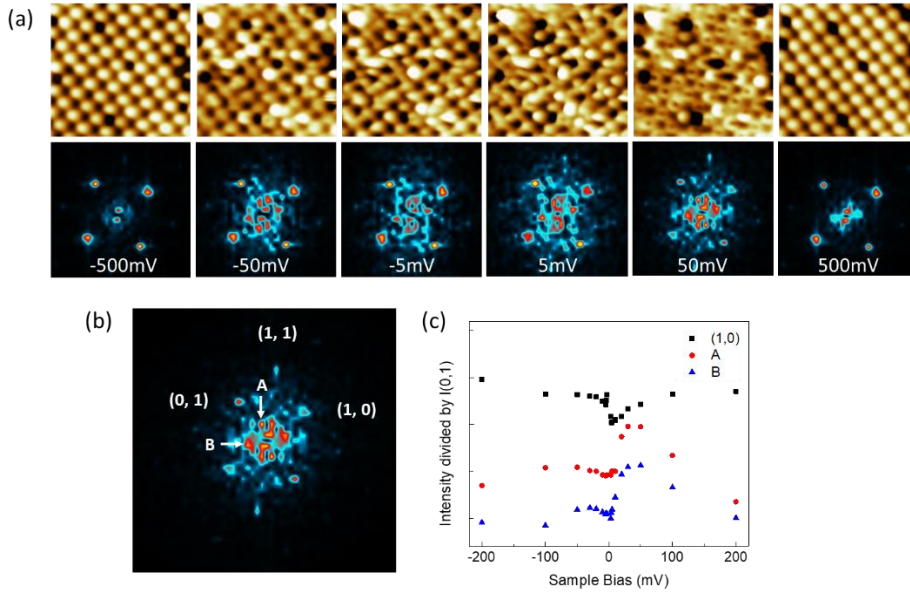 (a)
-500mV
-50mV
-5mV
5mV
50mV
500mV
(b)
(1, 1)
A
(0, 1)
(1, 0)
B
(c)
(1,0)
A
B
Intensity divided by I(0,1)
-200
-100
0
100
200
Sample Bias (mV)